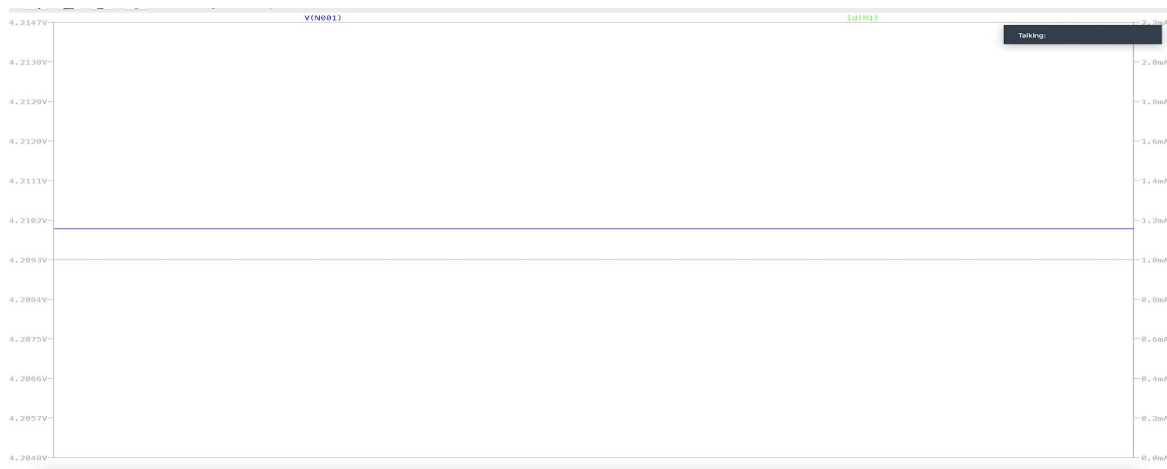 V(N001) Id(M1)
4.2147V 2.2mA
Talking:
4.2138V 2.0mA
4.2129V 1.8mA
4.2120V 1.6mA
4.2111V 1.4mA
4.2102V 1.2mA
4.2093V 1.0mA
4.2084V 0.8mA
4.2075V 0.6mA
4.2066V 0.4mA
4.2057V 0.2mA
4.2048V 0.0mA